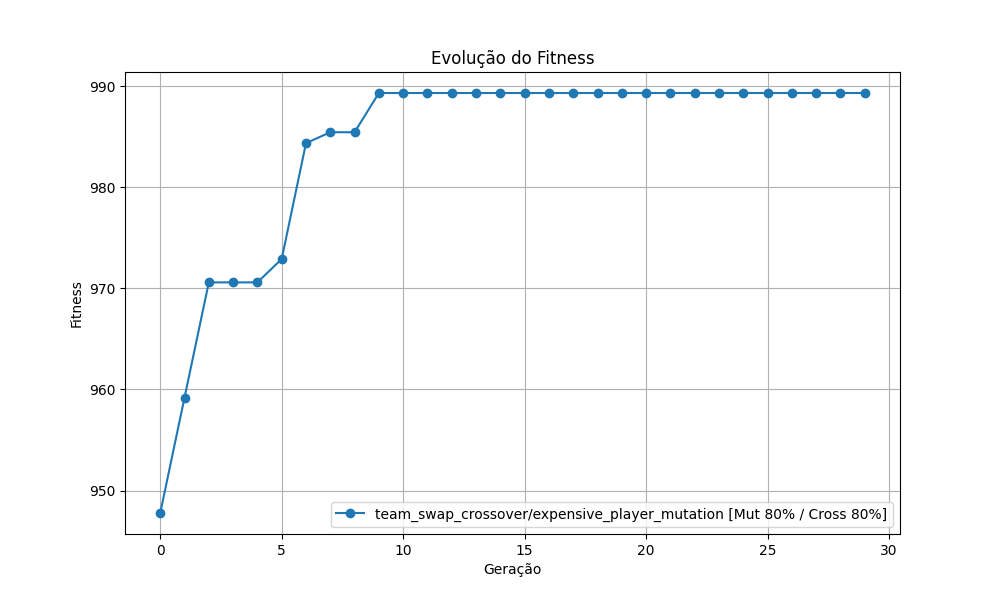 Evolução do Fitness
Fitness
990
980
970
960
950
team_swap_crossover/expensive_player_mutation [Mut 80% / Cross 80%]
0 5 10 15 20 25 30
Geração